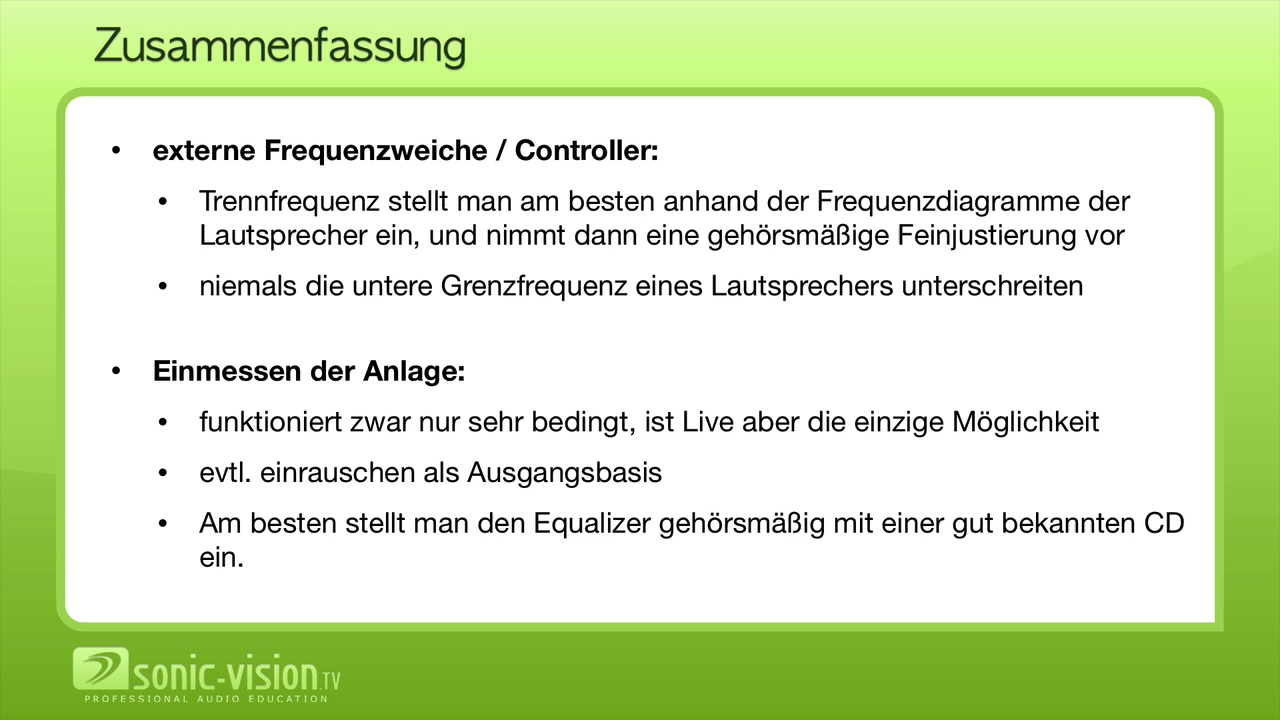 Zusammenfassung
• externe Frequenzweiche / Controller:
• Trennfrequenz stellt man am besten anhand der Frequenzdiagramme der
Lautsprecher ein, und nimmt dann eine gehörsmäßige Feinjustierung vor
• niemals die untere Grenzfrequenz eines Lautsprechers unterschreiten
• Einmessen der Anlage:
• funktioniert zwar nur sehr bedingt, ist Live aber die einzige Möglichkeit
• evtl. einrauschen als Ausgangsbasis
• Am besten stellt man den Equalizer gehörsmäßig mit einer gut bekannten CD
ein.
sonic-vision.TV
PROFESSIONAL AUDIO EDUCATION